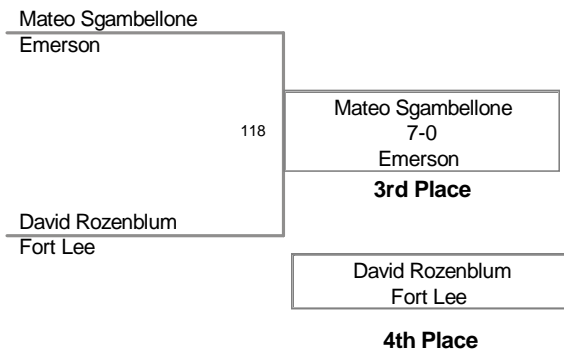 Mateo Sgambellone
Emerson
118
Mateo Sgambellone
7-0
Emerson
3rd Place
David Rozenblum
Fort Lee
David Rozenblum
Fort Lee
4th Place